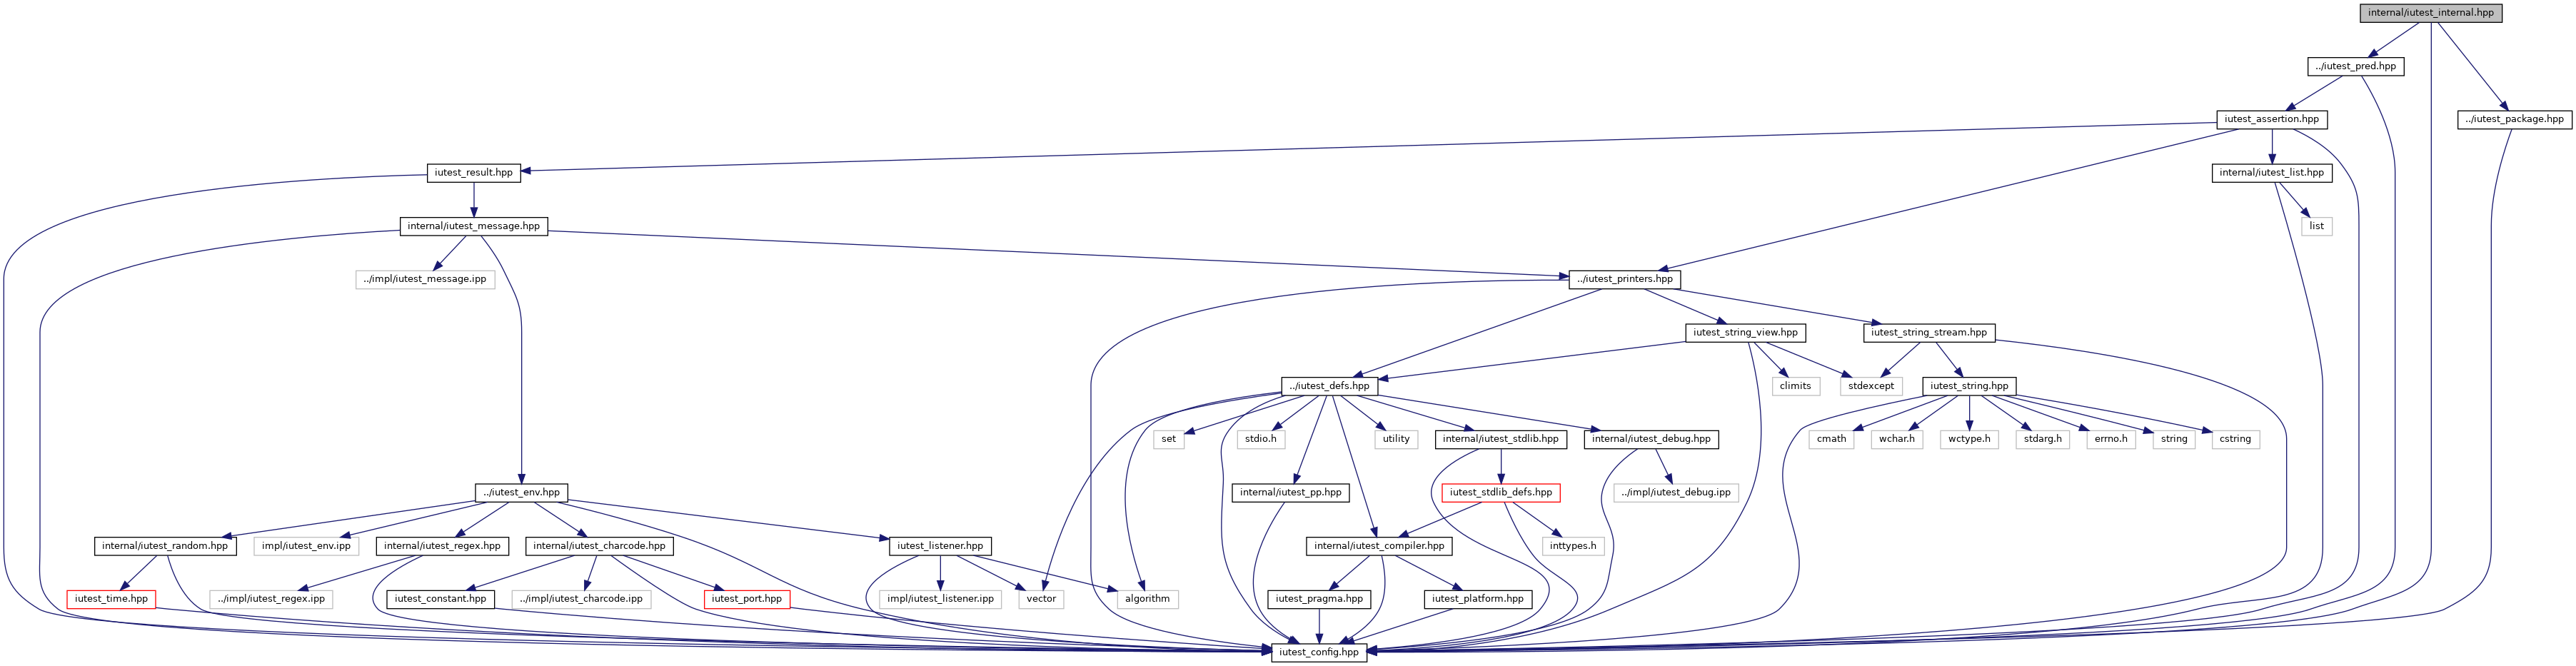 internal/iutest_internal.hpp
../iutest_pred.hpp
iutest_assertion.hpp
../iutest_package.hpp
iutest_result.hpp
internal/iutest_list.hpp
internal/iutest_message.hpp
list
../impl/iutest_message.ipp
../iutest_printers.hpp
iutest_string_view.hpp
iutest_string_stream.hpp
../iutest_defs.hpp
climits
stdexcept
iutest_string.hpp
set
stdio.h
utility
internal/iutest_stdlib.hpp
internal/iutest_debug.hpp
cmath
wchar.h
wctype.h
stdarg.h
errno.h
string
cstring
../iutest_env.hpp
internal/iutest_pp.hpp
iutest_stdlib_defs.hpp
../impl/iutest_debug.ipp
internal/iutest_random.hpp
impl/iutest_env.ipp
internal/iutest_regex.hpp
internal/iutest_charcode.hpp
iutest_listener.hpp
internal/iutest_compiler.hpp
inttypes.h
iutest_time.hpp
../impl/iutest_regex.ipp
iutest_constant.hpp
../impl/iutest_charcode.ipp
iutest_port.hpp
impl/iutest_listener.ipp
vector
algorithm
iutest_pragma.hpp
iutest_platform.hpp
iutest_config.hpp